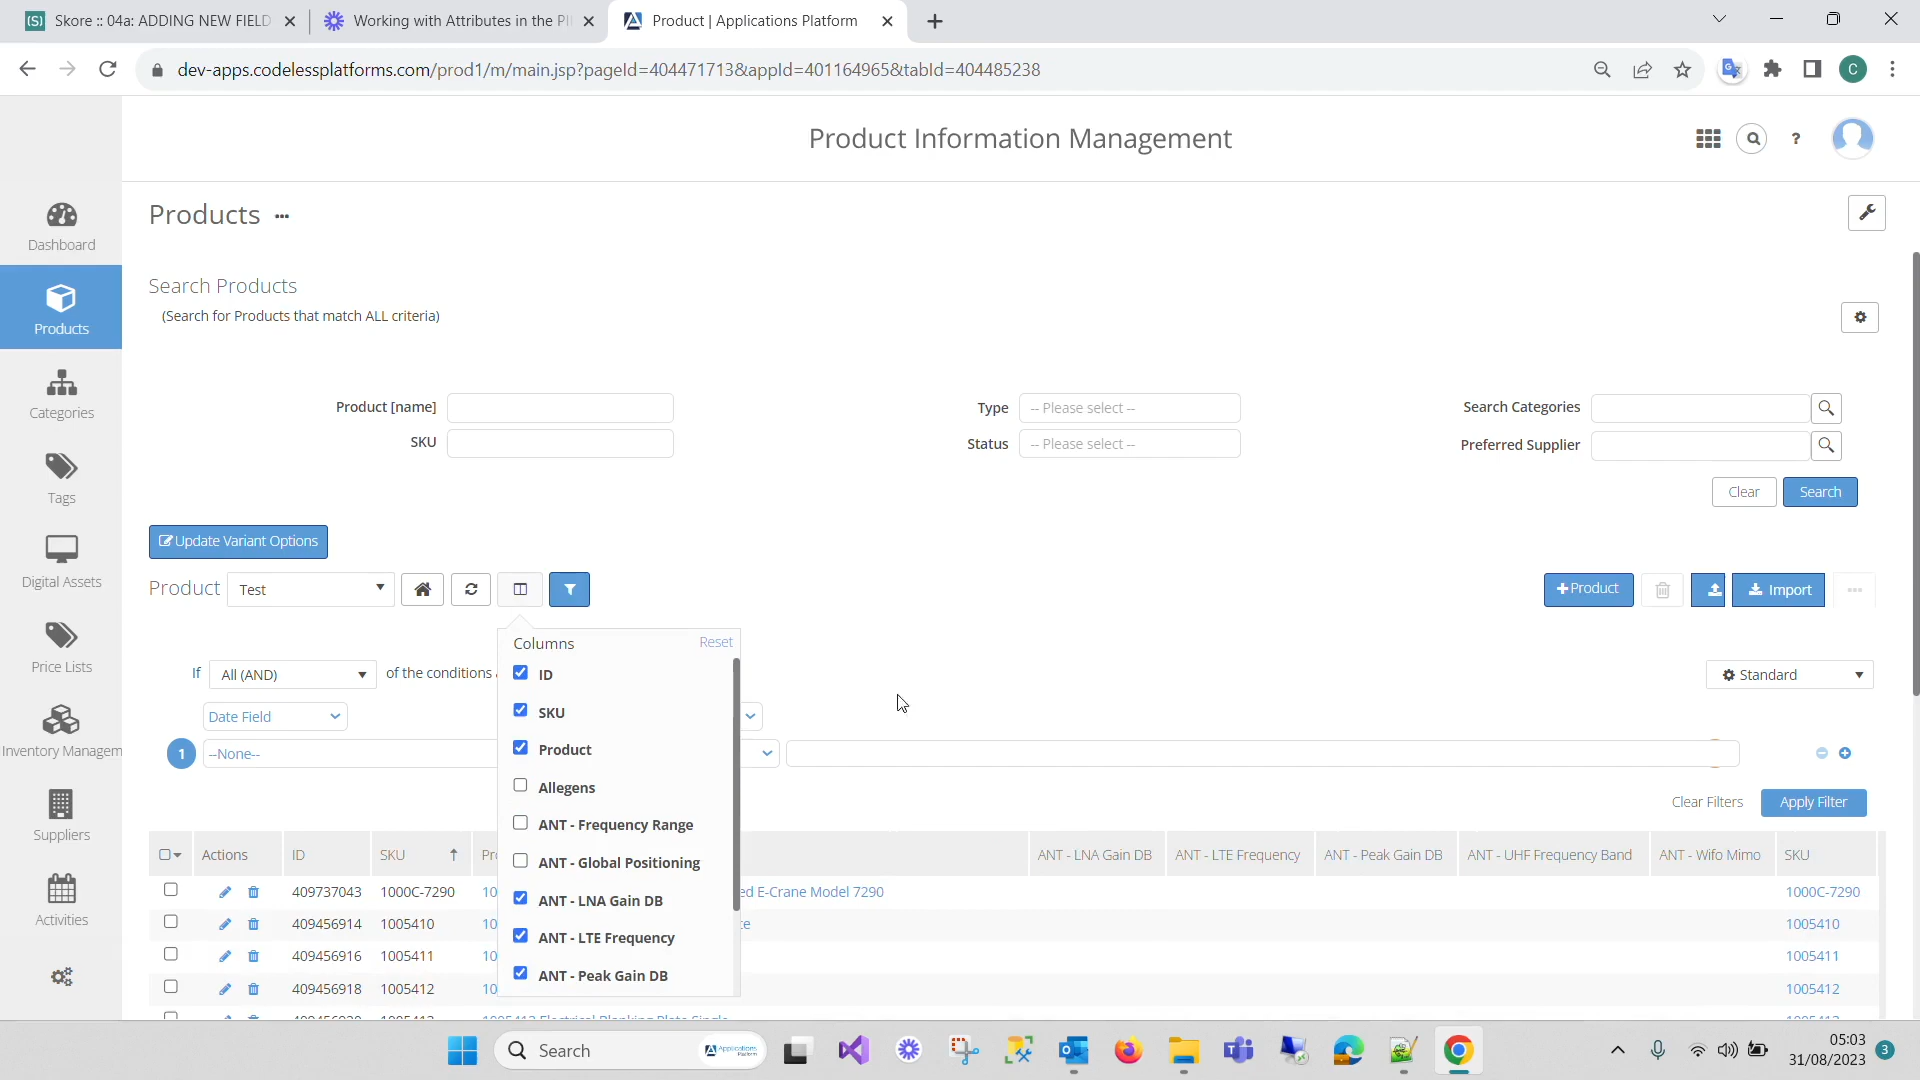 Skore :: 04a: ADDING NEW FIELD
Working with Attributes in the PI
Product | Applications Platform
dev-apps.codelessplatforms.com/prod1/m/main.jsp?pageId=404471713&appId=401164965&tabId=404485238
C
Product Information Management
?
Dashboard
Products
Categories
Tags
Digital Assets
Price Lists
Inventory Managem
Suppliers
Activities
Products ...
Search Products
(Search for Products that match ALL criteria)
Product [name]
Type -- Please select --
Search Categories
SKU
Status -- Please select --
Preferred Supplier
Clear Search
Update Variant Options
Product Test
+Product Import ...
Columns Reset
ID
SKU
Product
Allegens
ANT - Frequency Range
ANT - Global Positioning
ANT - LNA Gain DB
ANT - LTE Frequency
ANT - Peak Gain DB
If All (AND) of the conditions
Standard
Date Field
1 --None--
Clear Filters Apply Filter
Actions ID SKU Pr ANT - LNA Gain DB ANT - LTE Frequency ANT - Peak Gain DB ANT - UHF Frequency Band ANT - Wifo Mimo SKU
409737043 1000C-7290 10 ed E-Crane Model 7290 1000C-7290
409456914 1005410 10 te 1005410
409456916 1005411 10 1005411
409456918 1005412 10 1005412
409456920 1005413 1005413 Electrical Blanking Plate Single 1005413
Search
Applications Platform
05:03
31/08/2023
3